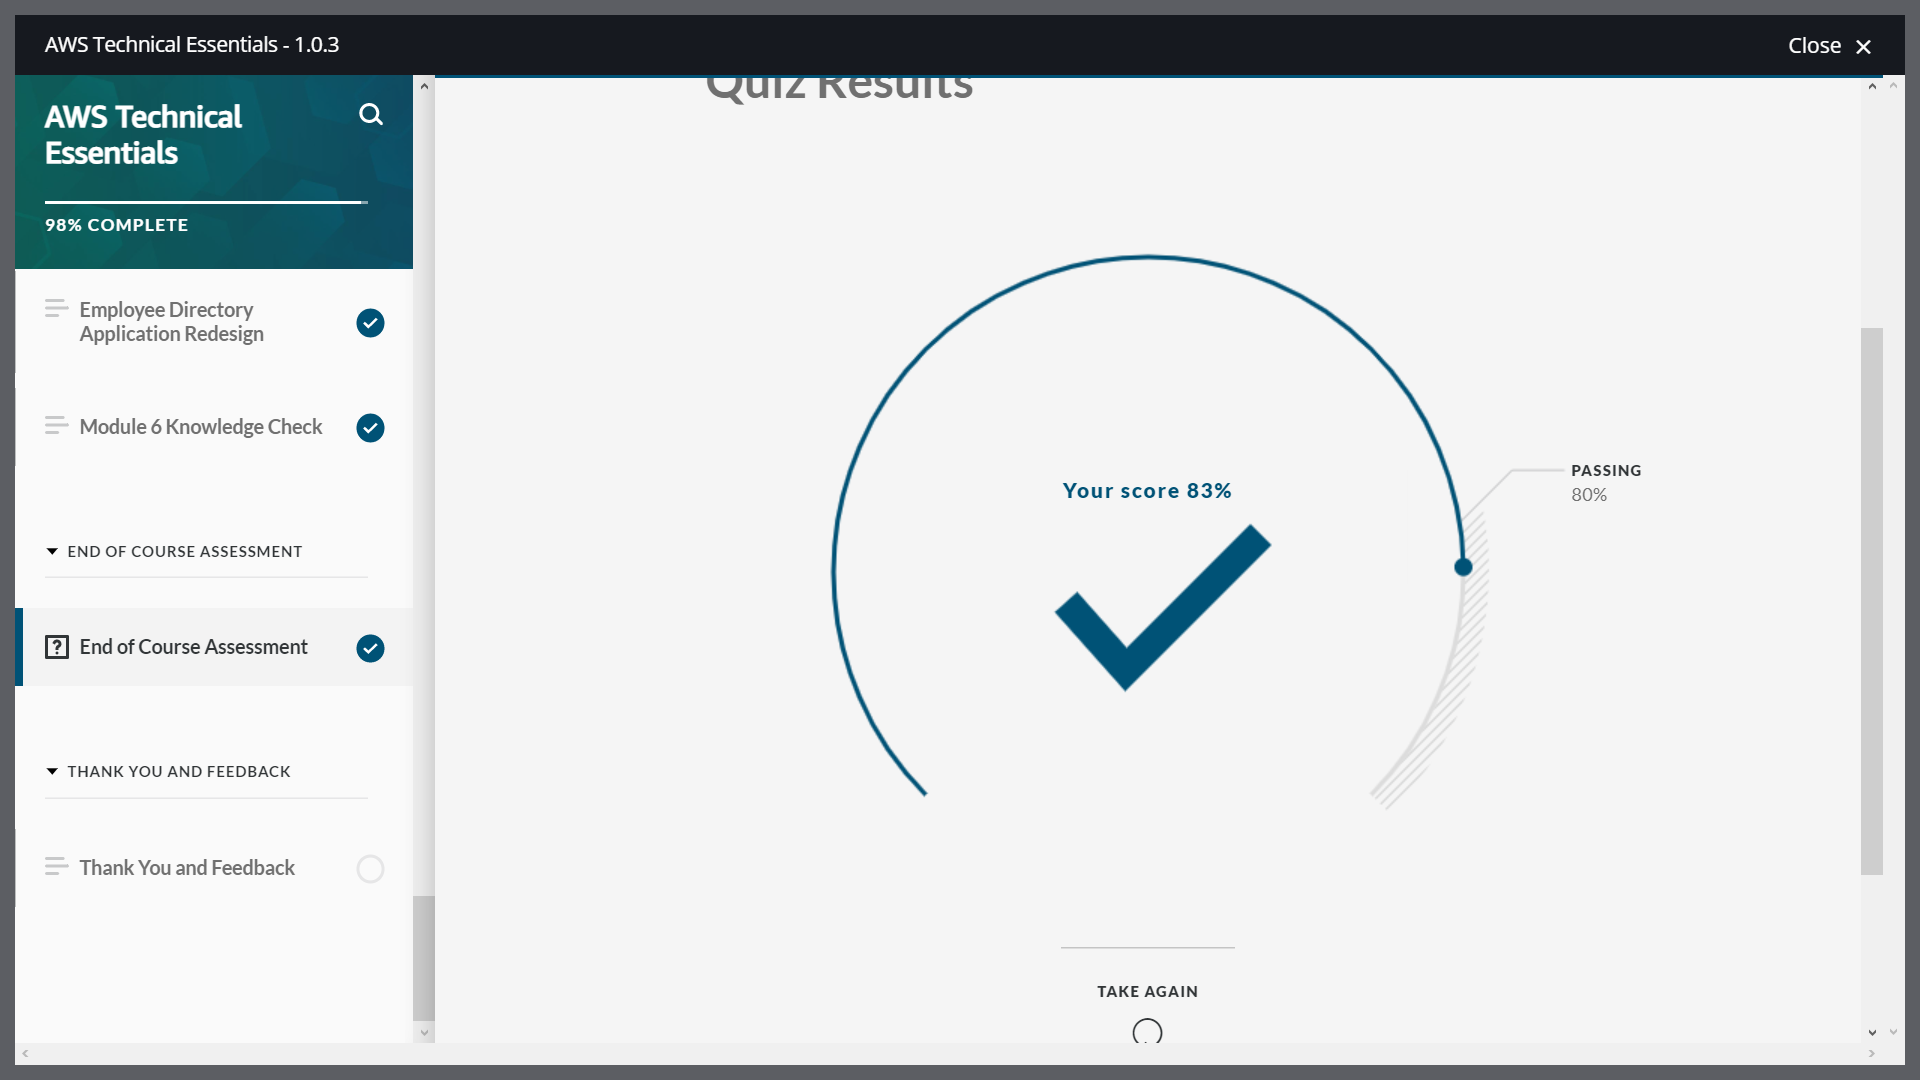 AWS Technical Essentials - 1.0.3
Close
AWS Technical
Essentials
98% COMPLETE
Employee Directory
Application Redesign
Module 6 Knowledge Check
END OF COURSE ASSESSMENT
End of Course Assessment
THANK YOU AND FEEDBACK
Thank You and Feedback
Quiz Results
Your score 83%
PASSING
80%
TAKE AGAIN